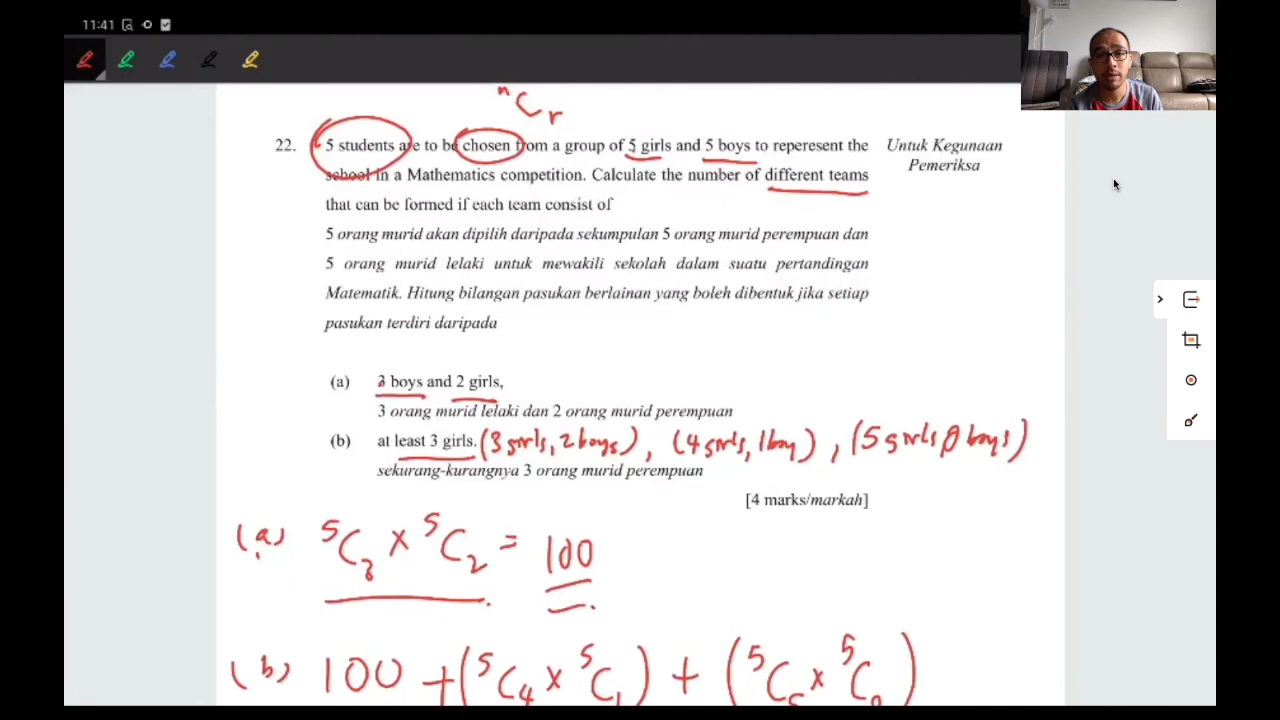 11:41
nCr
22. 5 students are to be chosen from a group of 5 girls and 5 boys to reperesent the
Untuk Kegunaan
Pemeriksa
school in a Mathematics competition. Calculate the number of different teams
that can be formed if each team consist of
5 orang murid akan dipilih daripada sekumpulan 5 orang murid perempuan dan
5 orang murid lelaki untuk mewakili sekolah dalam suatu pertandingan
Matematik. Hitung bilangan pasukan berlainan yang boleh dibentuk jika setiap
pasukan terdiri daripada
(a) 3 boys and 2 girls,
3 orang murid lelaki dan 2 orang murid perempuan
(b) at least 3 girls. (3 girls, 2 boys), (4 girls, 1 boy), (5 girls, 0 boys)
sekurang-kurangnya 3 orang murid perempuan
[4 marks/markah]
(a) 5C3 × 5C2 = 100
(b) 100 + (5C4 × 5C1) + (5C5 × 5C0)